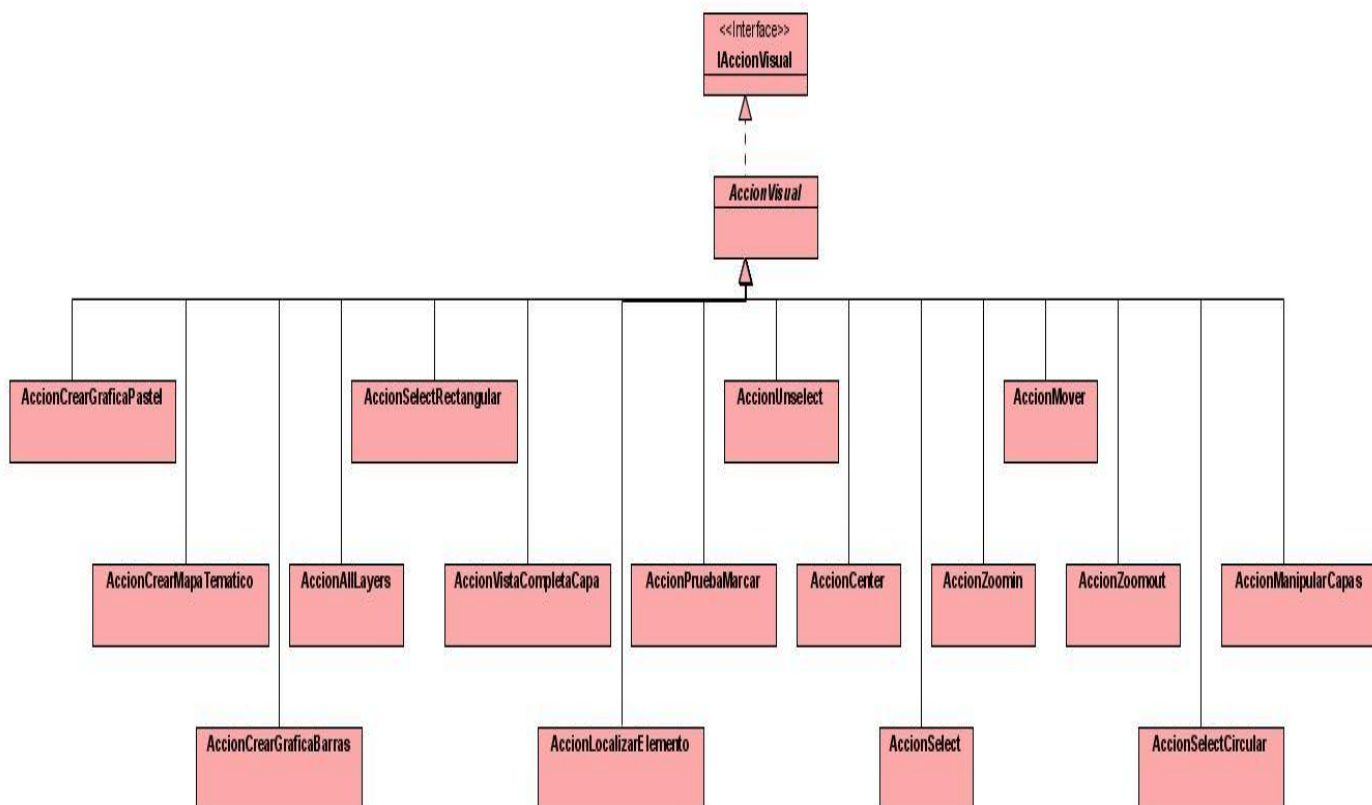 <<Interface>>
IAccionVisual
AccionVisual
AccionCrearGraficaPastel
AccionSelectRectangular
AccionUnselect
AccionMover
AccionCrearMapaTematico
AccionAllLayers
AccionVistaCompletaCapa
AccionPruebaMarcar
AccionCenter
AccionZoomin
AccionZoomout
AccionManipularCapas
AccionCrearGraficaBarras
AccionLocalizarElemento
AccionSelect
AccionSelectCircular